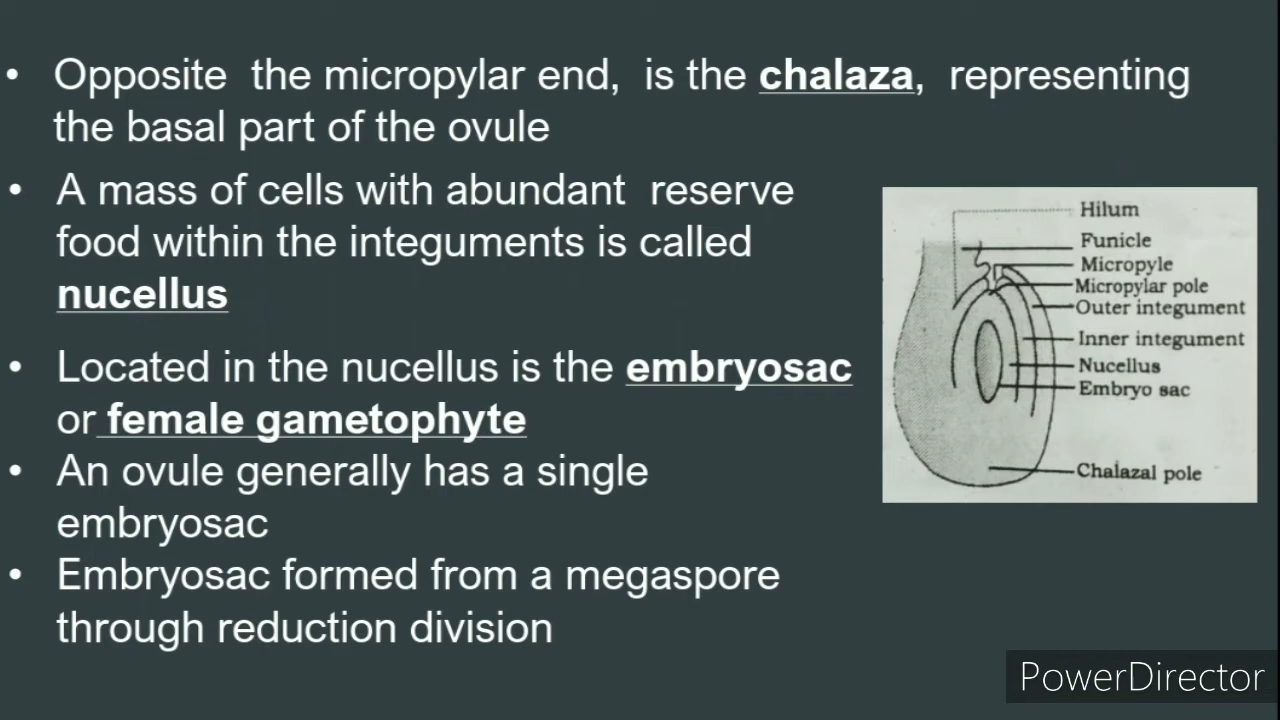 • Opposite the micropylar end, is the chalaza, representing
the basal part of the ovule
• A mass of cells with abundant reserve
food within the integuments is called
nucellus
• Located in the nucellus is the embryosac
or female gametophyte
• An ovule generally has a single
embryosac
• Embryosac formed from a megaspore
through reduction division
Hilum
Funicle
Micropyle
Micropylar pole
Outer integument
Inner integument
Nucellus
Embryo sac
Chalazal pole
PowerDirector